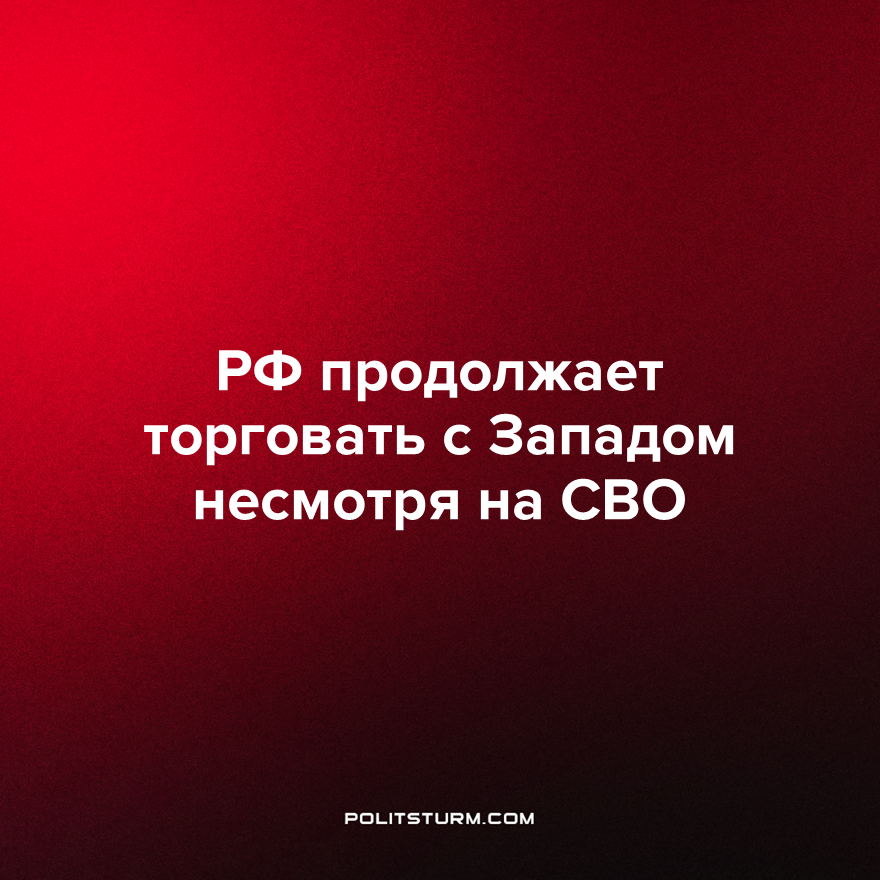 РФ продолжает
торговать с Западом
несмотря на СВО
POLITSTURM.COM